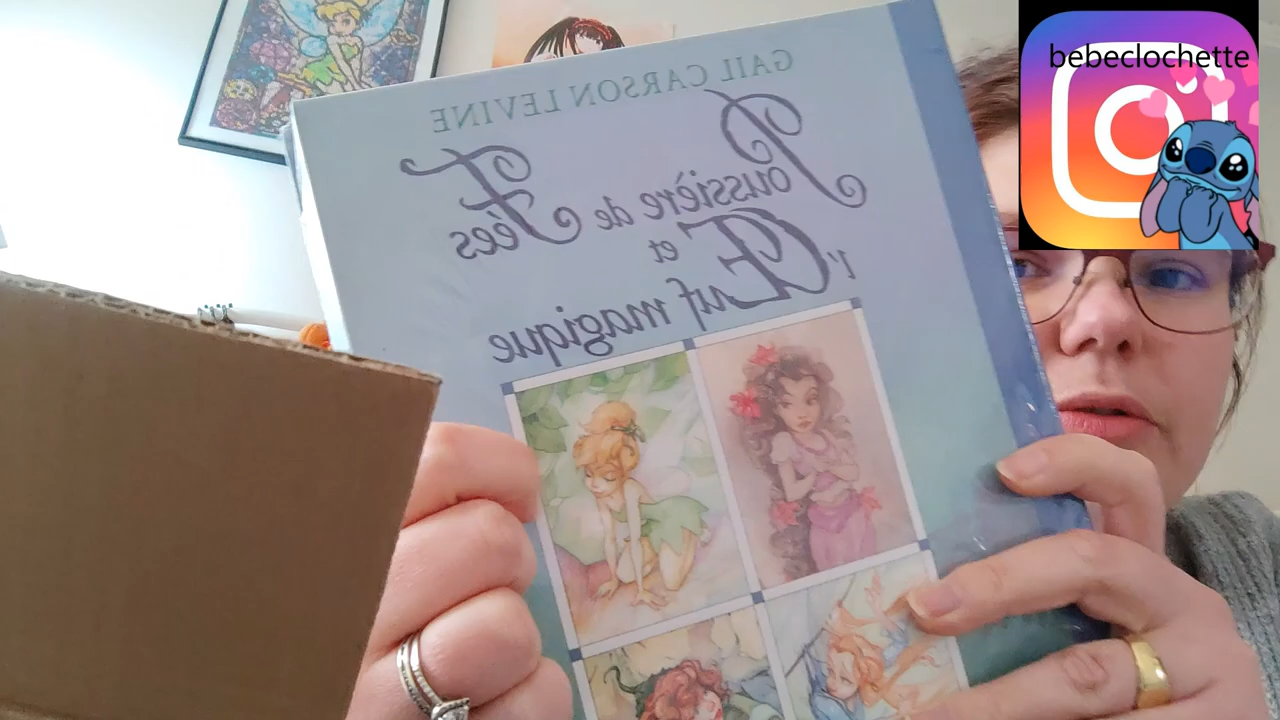 bebeclochette
GAIL CARSON LEVINE
Poussière de Fées
et
l'Œuf magique